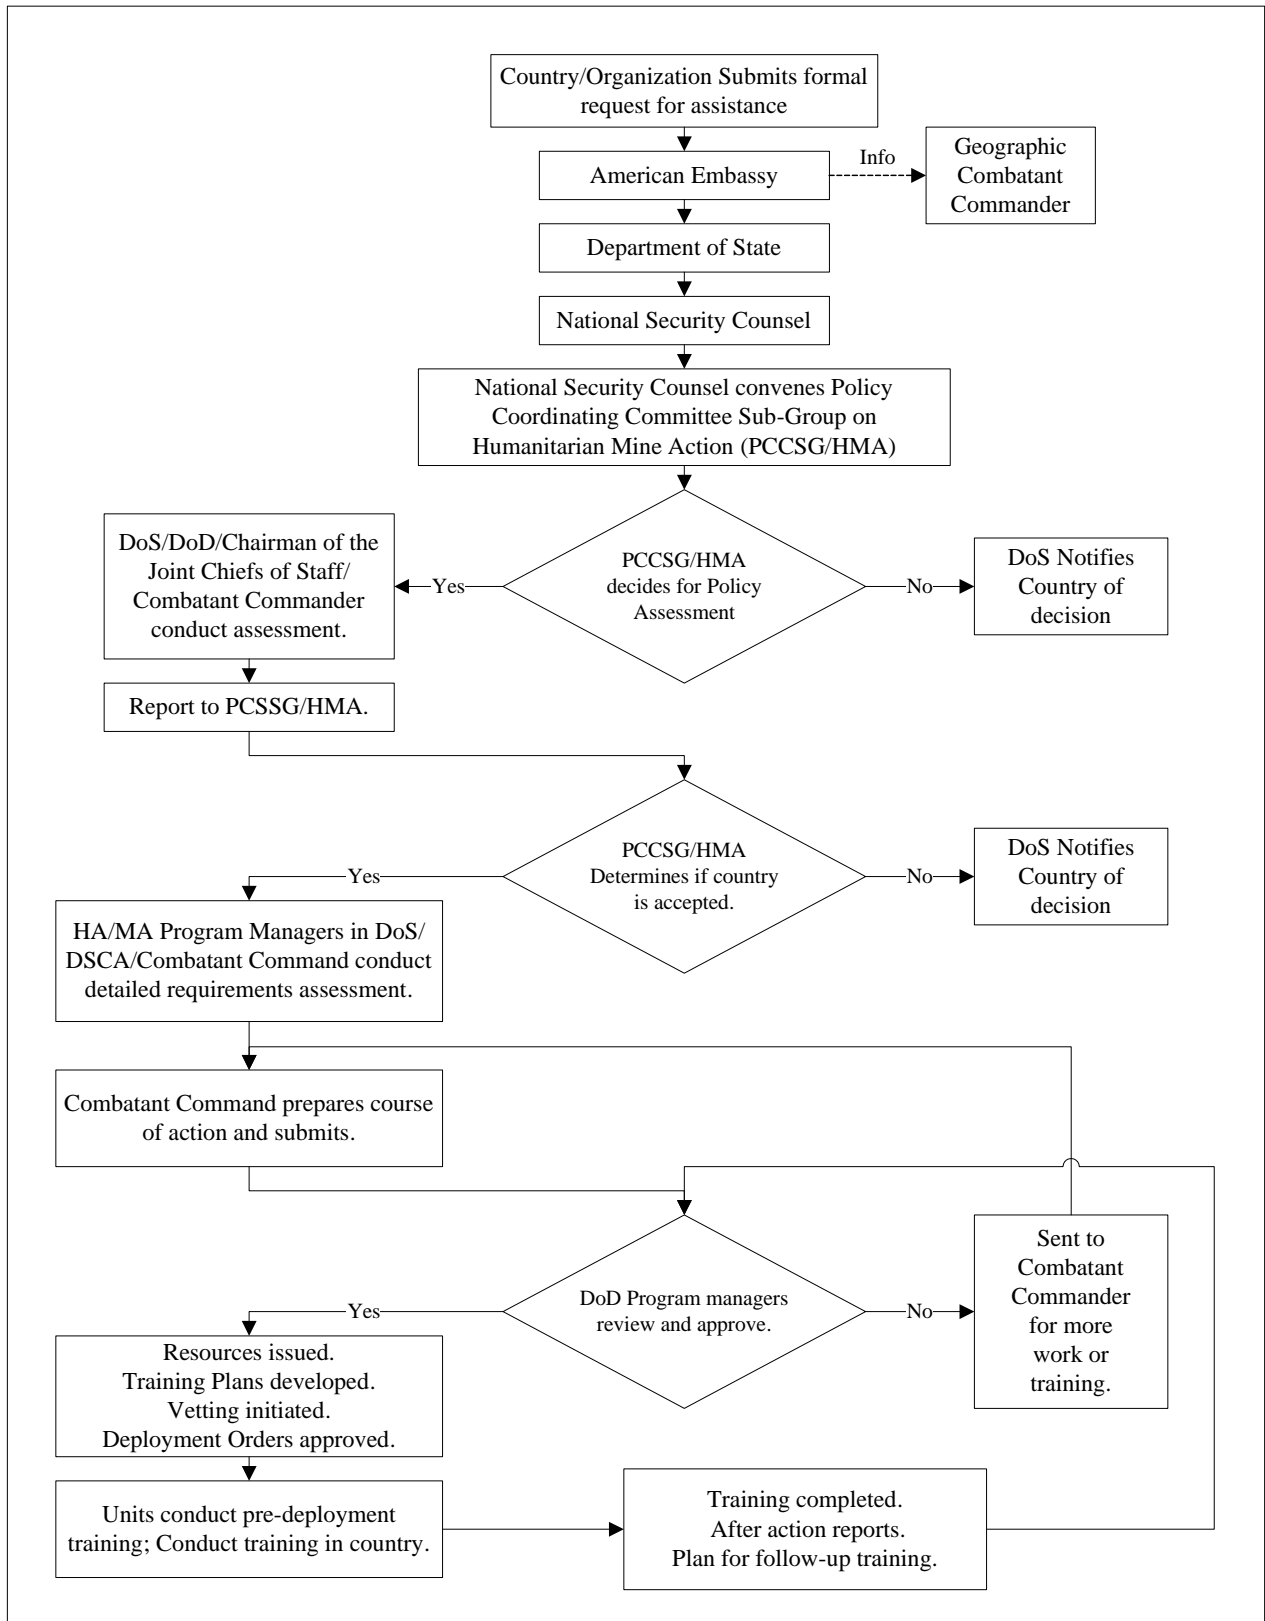 Country/Organization Submits formal
request for assistance
American Embassy
Info
Geographic
Combatant
Commander
Department of State
National Security Counsel
National Security Counsel convenes Policy
Coordinating Committee Sub-Group on
Humanitarian Mine Action (PCCSG/HMA)
DoS/DoD/Chairman of the
Joint Chiefs of Staff/
Combatant Commander
conduct assessment.
Yes
PCCSG/HMA
decides for Policy
Assessment
No
DoS Notifies
Country of
decision
Report to PCSSG/HMA.
Yes
PCCSG/HMA
Determines if country
is accepted.
No
DoS Notifies
Country of
decision
HA/MA Program Managers in DoS/
DSCA/Combatant Command conduct
detailed requirements assessment.
Combatant Command prepares course
of action and submits.
Yes
DoD Program managers
review and approve.
No
Sent to
Combatant
Commander
for more
work or
training.
Resources issued.
Training Plans developed.
Vetting initiated.
Deployment Orders approved.
Units conduct pre-deployment
training; Conduct training in country.
Training completed.
After action reports.
Plan for follow-up training.